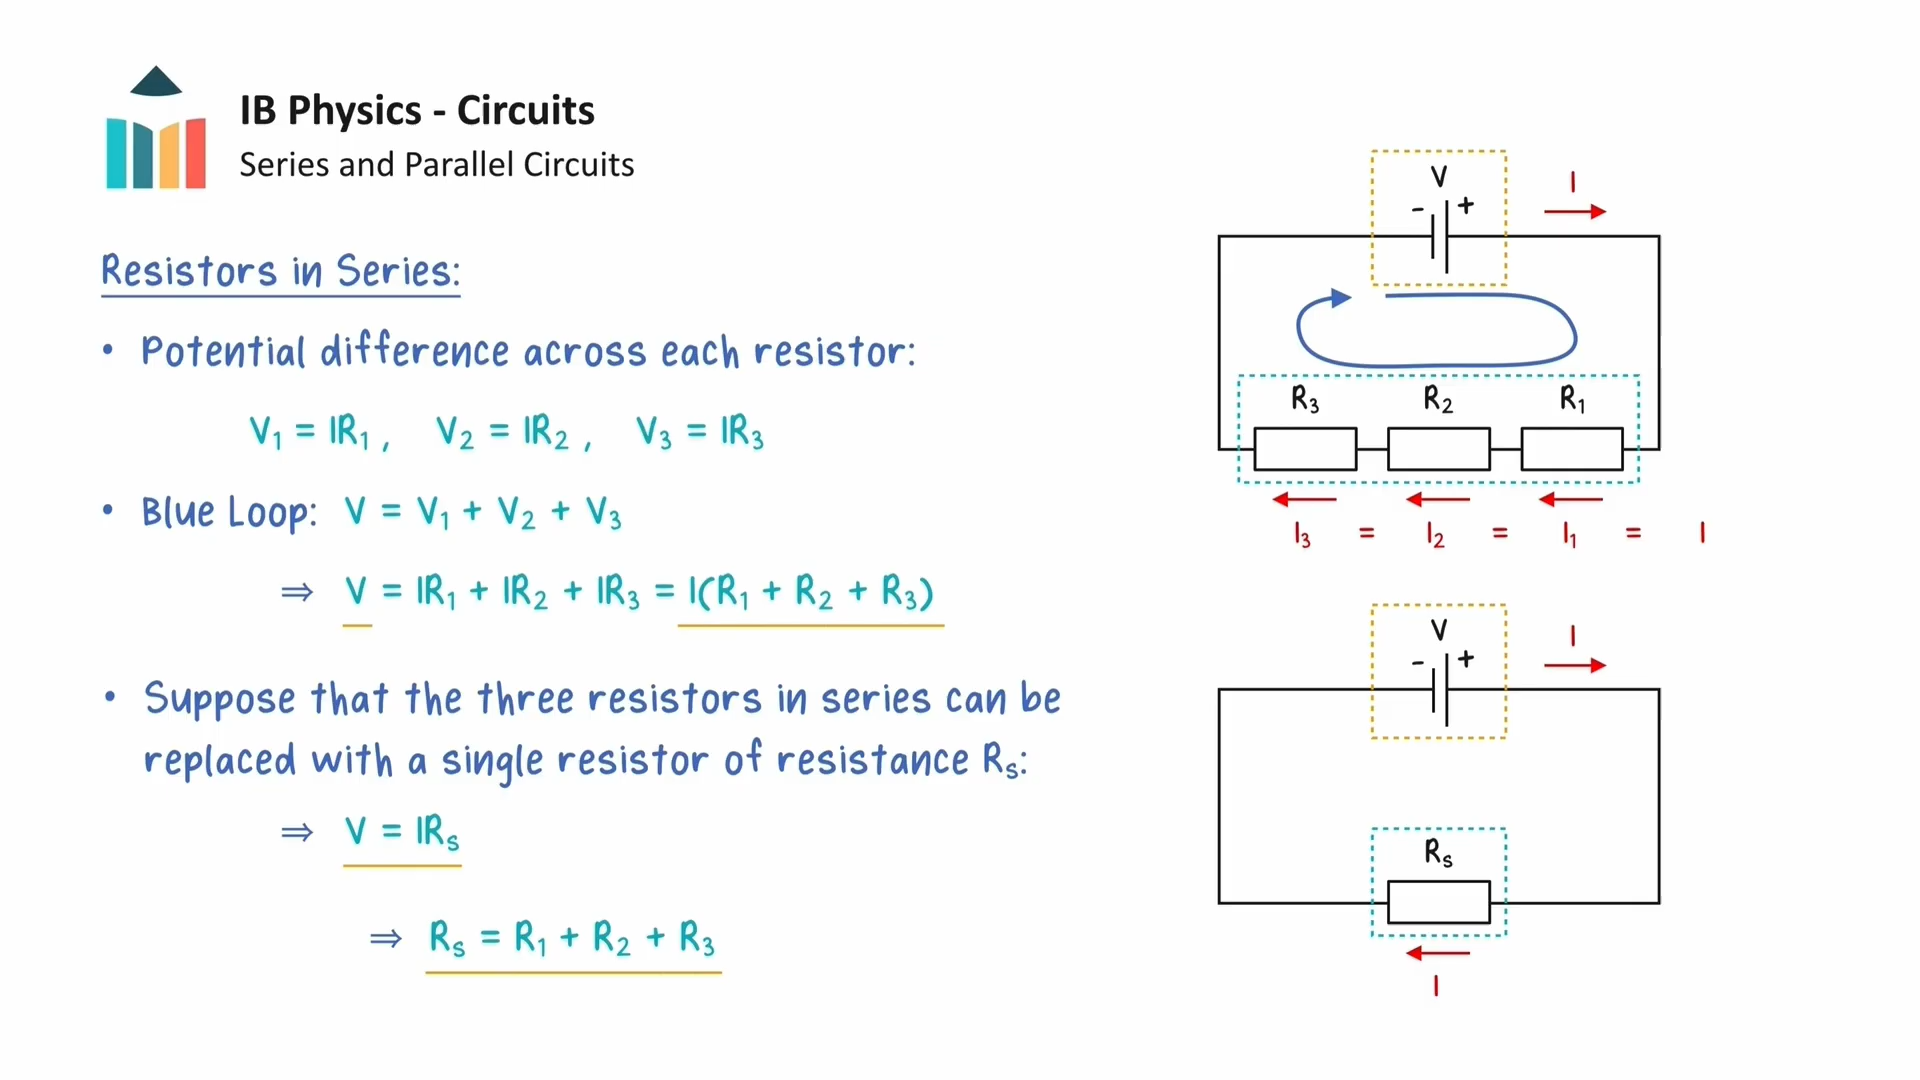 IB Physics - Circuits
Series and Parallel Circuits
Resistors in Series:
• Potential difference across each resistor:
V₁ = IR₁ , V₂ = IR₂ , V₃ = IR₃
• Blue Loop: V = V₁ + V₂ + V₃
⇒ V = IR₁ + IR₂ + IR₃ = I(R₁ + R₂ + R₃)
• Suppose that the three resistors in series can be
replaced with a single resistor of resistance Rₛ:
⇒ V = IRₛ
⇒ Rₛ = R₁ + R₂ + R₃
V I
- +
R₃ R₂ R₁
I₃ = I₂ = I₁ = I
V I
- +
Rₛ
I